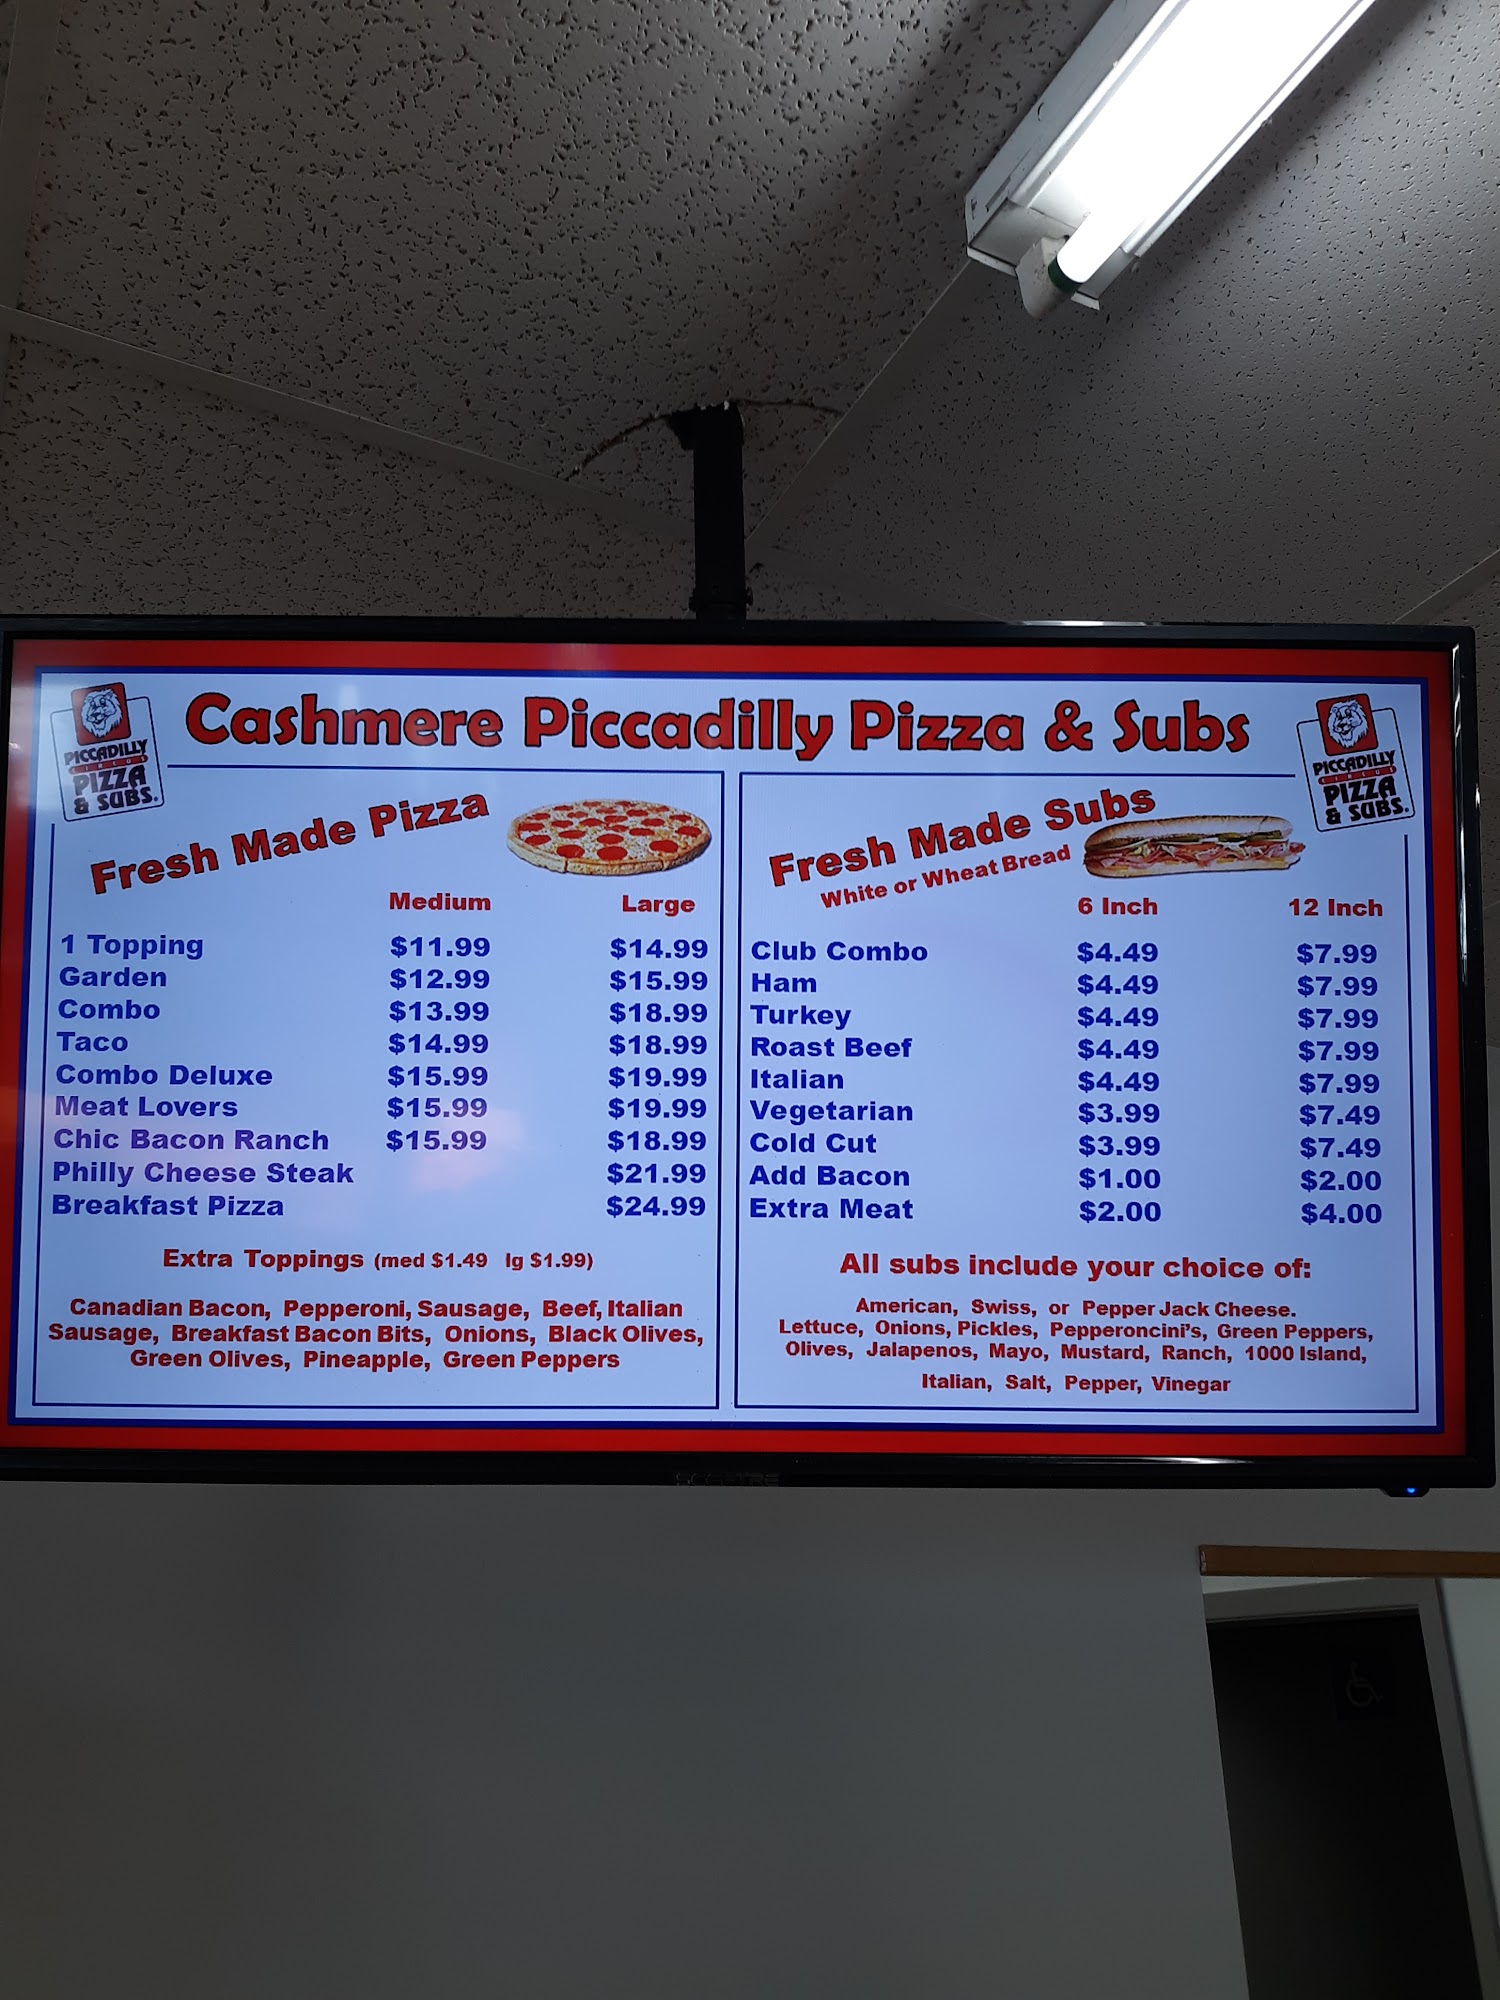 Cashmere Piccadilly Pizza & Subs
PICCADILLY
CIRCUS
PIZZA
& SUBS.
PICCADILLY
CIRCUS
PIZZA
& SUBS.
Fresh Made Pizza
Medium Large
1 Topping $11.99 $14.99
Garden $12.99 $15.99
Combo $13.99 $18.99
Taco $14.99 $18.99
Combo Deluxe $15.99 $19.99
Meat Lovers $15.99 $19.99
Chic Bacon Ranch $15.99 $18.99
Philly Cheese Steak $21.99
Breakfast Pizza $24.99
Extra Toppings (med $1.49 lg $1.99)
Canadian Bacon, Pepperoni, Sausage, Beef, Italian
Sausage, Breakfast Bacon Bits, Onions, Black Olives,
Green Olives, Pineapple, Green Peppers
Fresh Made Subs
White or Wheat Bread
6 Inch 12 Inch
Club Combo $4.49 $7.99
Ham $4.49 $7.99
Turkey $4.49 $7.99
Roast Beef $4.49 $7.99
Italian $4.49 $7.99
Vegetarian $3.99 $7.49
Cold Cut $3.99 $7.49
Add Bacon $1.00 $2.00
Extra Meat $2.00 $4.00
All subs include your choice of:
American, Swiss, or Pepper Jack Cheese.
Lettuce, Onions, Pickles, Pepperoncini's, Green Peppers,
Olives, Jalapenos, Mayo, Mustard, Ranch, 1000 Island,
Italian, Salt, Pepper, Vinegar
SCEPTRE